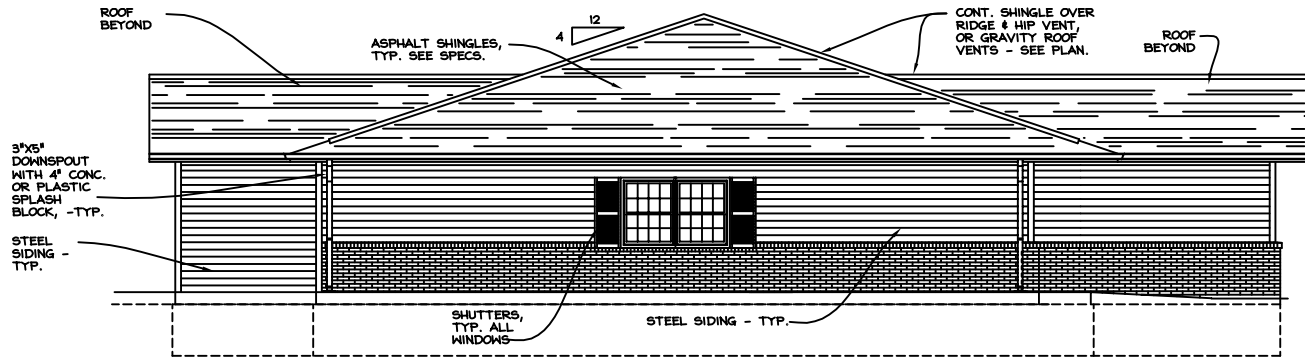 ROOF
BEYOND
12
4
ASPHALT SHINGLES,
TYP. SEE SPECS.
CONT. SHINGLE OVER
RIDGE & HIP VENT,
OR GRAVITY ROOF
VENTS - SEE PLAN.
ROOF
BEYOND
3"X5"
DOWNSPOUT
WITH 4" CONC.
OR PLASTIC
SPLASH
BLOCK, -TYP.
STEEL
SIDING -
TYP.
SHUTTERS,
TYP. ALL
WINDOWS
STEEL SIDING - TYP.